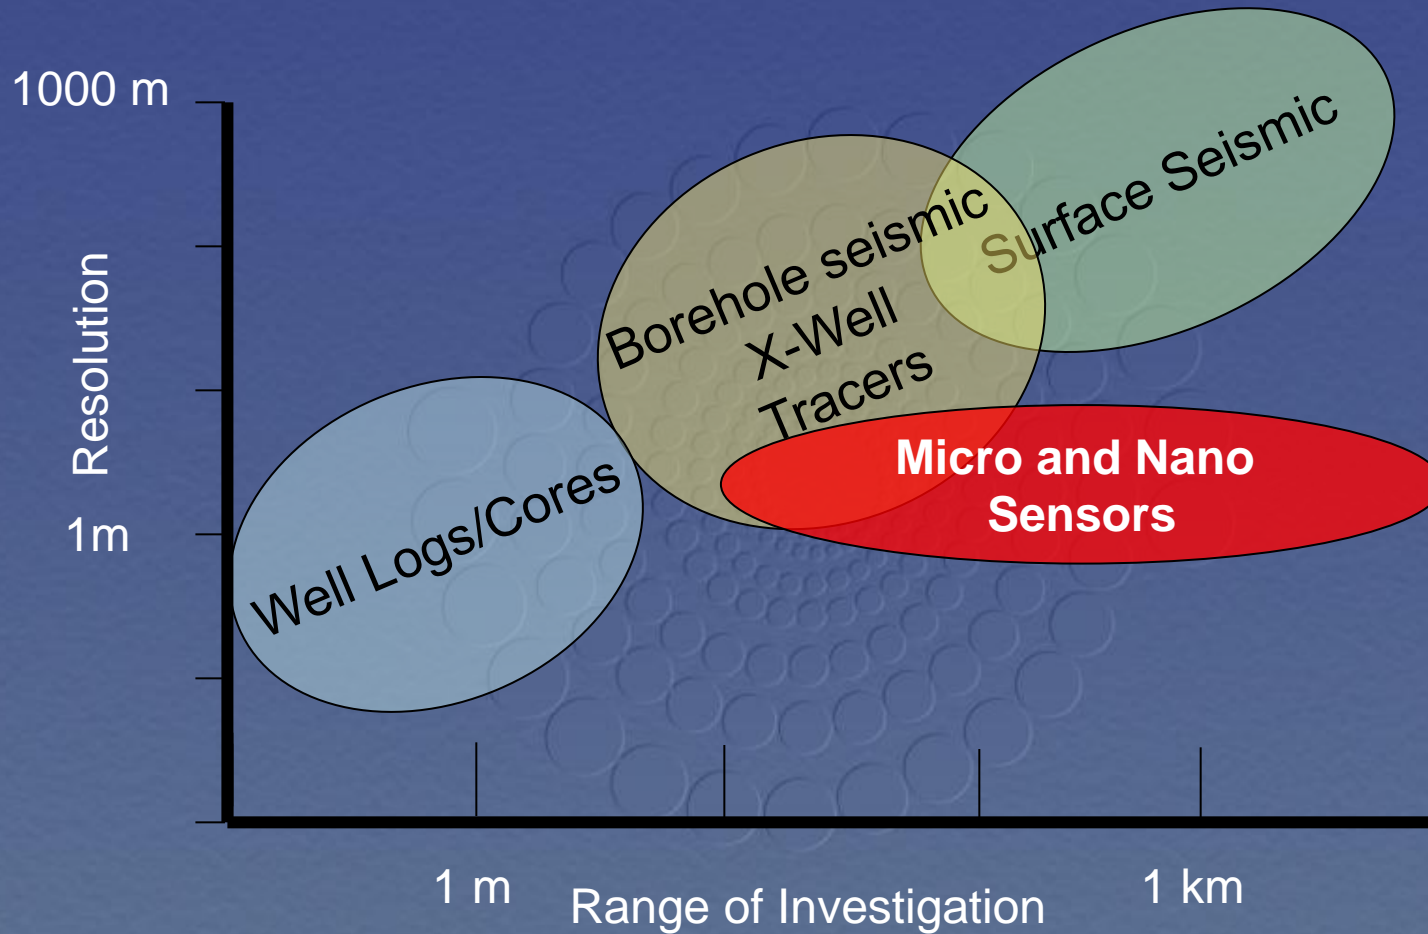 1000 m
Resolution
1m
Surface Seismic
Borehole seismic
X-Well
Tracers
Micro and Nano
Sensors
Well Logs/Cores
1 m
Range of Investigation
1 km